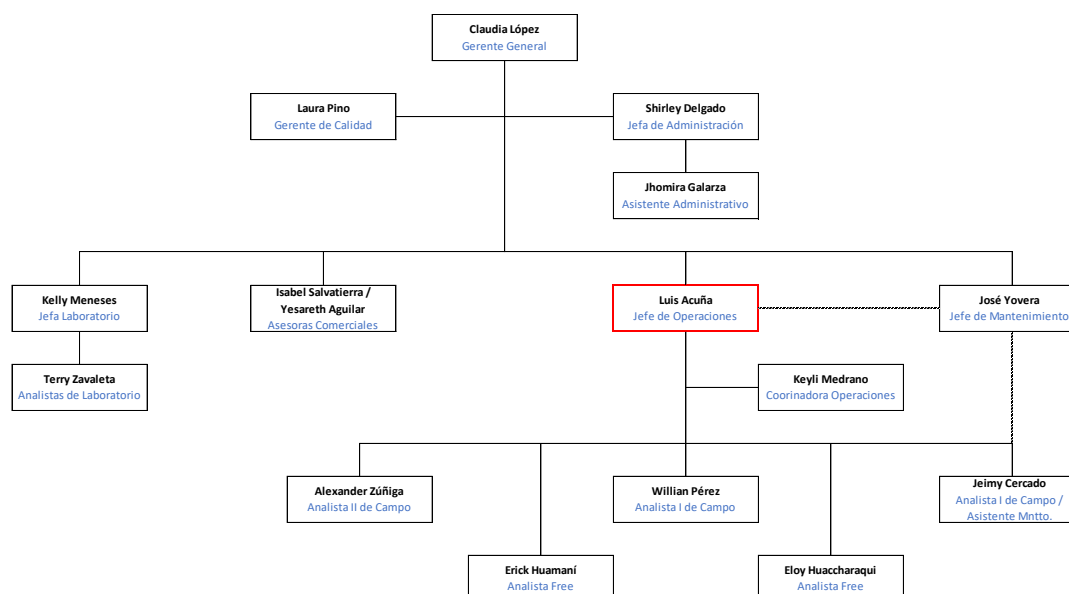 Claudia López
Gerente General
Laura Pino
Gerente de Calidad
Shirley Delgado
Jefa de Administración
Jhomira Galarza
Asistente Administrativo
Kelly Meneses
Jefa Laboratorio
Isabel Salvatierra /
Yesareth Aguilar
Asesoras Comerciales
Luis Acuña
Jefe de Operaciones
José Yovera
Jefe de Mantenimiento
Terry Zavaleta
Analistas de Laboratorio
Keyli Medrano
Coorinadora Operaciones
Alexander Zúñiga
Analista II de Campo
Willian Pérez
Analista I de Campo
Jeimy Cercado
Analista I de Campo /
Asistente Mntto.
Erick Huamaní
Analista Free
Eloy Huaccharaqui
Analista Free